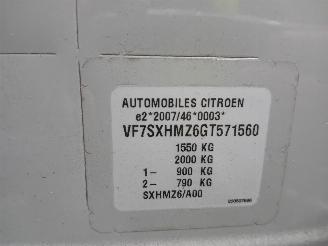 AUTOMOBILES CITROEN
e2*2007/46*0003*
VF7SXHMZ6GT571560
1550 KG
2000 KG
1- 900 KG
2- 790 KG
SXHMZ6/A00